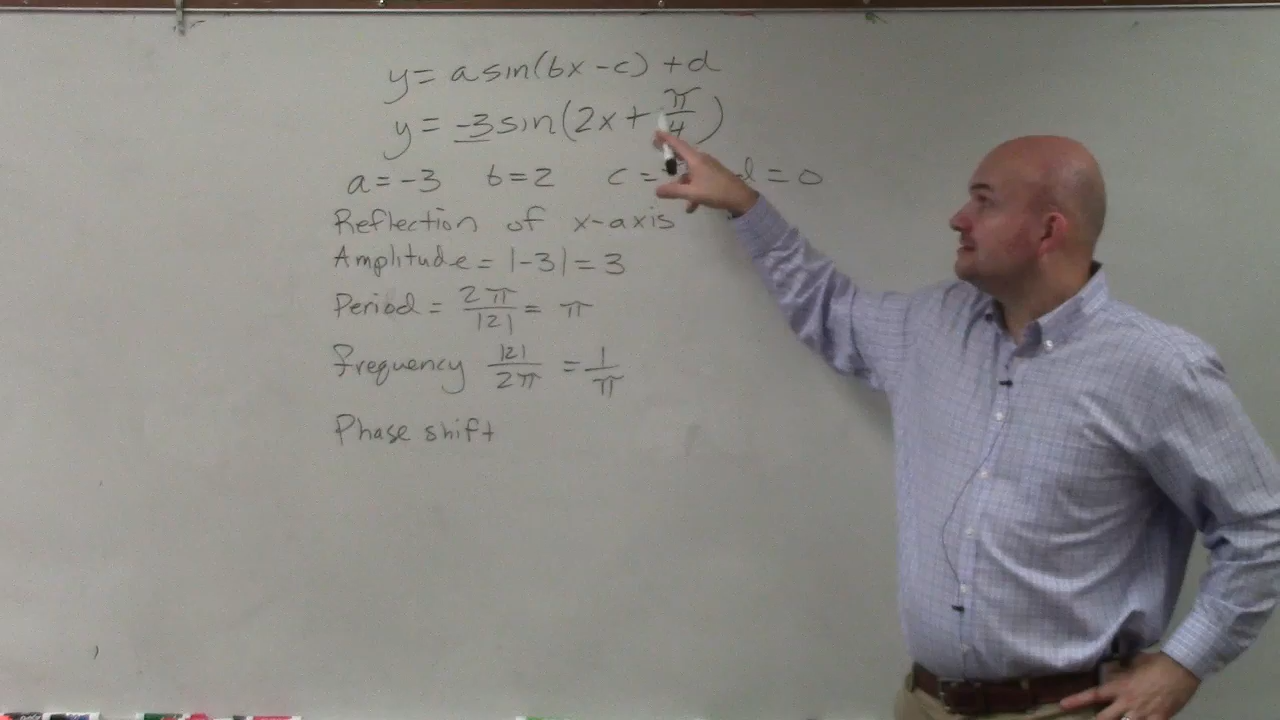 y = a sin(bx - c) + d
y = -3 sin(2x + π/4)
a = -3 b = 2 c = d = 0
Reflection of x-axis
Amplitude = |-3| = 3
Period = 2π/|2| = π
frequency |2|/2π = 1/π
Phase shift